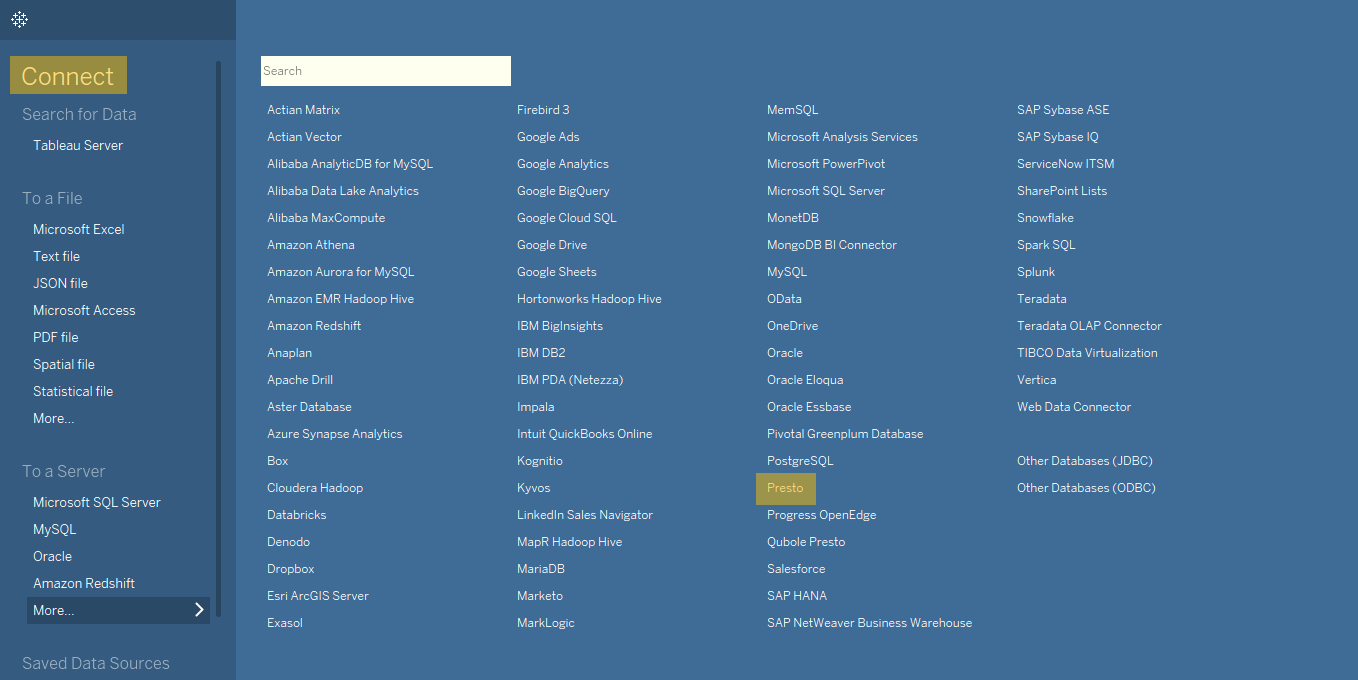 Connect
Search for Data
Tableau Server
To a File
Microsoft Excel
Text file
JSON file
Microsoft Access
PDF file
Spatial file
Statistical file
More...
To a Server
Microsoft SQL Server
MySQL
Oracle
Amazon Redshift
More...
Saved Data Sources
Search
Actian Matrix
Actian Vector
Alibaba AnalyticDB for MySQL
Alibaba Data Lake Analytics
Alibaba MaxCompute
Amazon Athena
Amazon Aurora for MySQL
Amazon EMR Hadoop Hive
Amazon Redshift
Anaplan
Apache Drill
Aster Database
Azure Synapse Analytics
Box
Cloudera Hadoop
Databricks
Denodo
Dropbox
Esri ArcGIS Server
Exasol
Firebird 3
Google Ads
Google Analytics
Google BigQuery
Google Cloud SQL
Google Drive
Google Sheets
Hortonworks Hadoop Hive
IBM BigInsights
IBM DB2
IBM PDA (Netezza)
Impala
Intuit QuickBooks Online
Kognitio
Kyvos
LinkedIn Sales Navigator
MapR Hadoop Hive
MariaDB
Marketo
MarkLogic
MemSQL
Microsoft Analysis Services
Microsoft PowerPivot
Microsoft SQL Server
MonetDB
MongoDB BI Connector
MySQL
OData
OneDrive
Oracle
Oracle Eloqua
Oracle Essbase
Pivotal Greenplum Database
PostgreSQL
Presto
Progress OpenEdge
Qubole Presto
Salesforce
SAP HANA
SAP NetWeaver Business Warehouse
SAP Sybase ASE
SAP Sybase IQ
ServiceNow ITSM
SharePoint Lists
Snowflake
Spark SQL
Splunk
Teradata
Teradata OLAP Connector
TIBCO Data Virtualization
Vertica
Web Data Connector
Other Databases (JDBC)
Other Databases (ODBC)